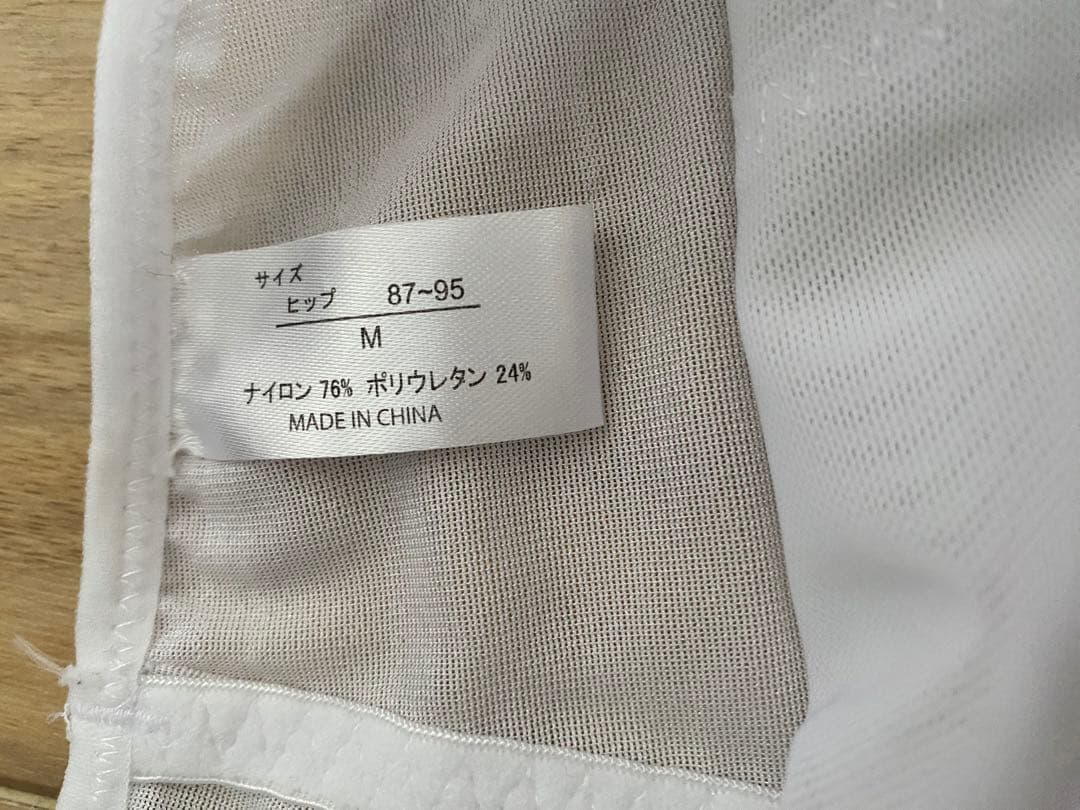 サイズ
ヒップ 87~95
M
ナイロン 76% ポリウレタン 24%
MADE IN CHINA